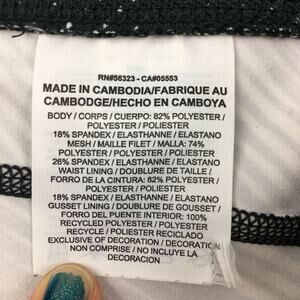 RN#56323 - CA#05553
MADE IN CAMBODIA/FABRIQUE AU
CAMBODGE/HECHO EN CAMBOYA
BODY / CORPS / CUERPO: 82% POLYESTER /
POLYESTER / POLIESTER
18% SPANDEX / ELASTHANNE / ELASTANO
MESH / MAILLE FILET / MALLA: 74%
POLYESTER / POLYESTER / POLIESTER
26% SPANDEX / ELASTHANNE / ELASTANO
WAIST LINING / DOUBLURE DE TAILLE /
FORRO DE LA CINTURA: 82% POLYESTER /
POLYESTER / POLIESTER
18% SPANDEX / ELASTHANNE / ELASTANO
GUSSET LINING / DOUBLURE DE GOUSSET /
FORRO DEL PUENTE INTERIOR: 100%
RECYCLED POLYESTER / POLYESTER
RECYCLE / POLIESTER RECICLADO
EXCLUSIVE OF DECORATION / DECORATION
NON COMPRISE / NO INCLUYE LA
DECORACION